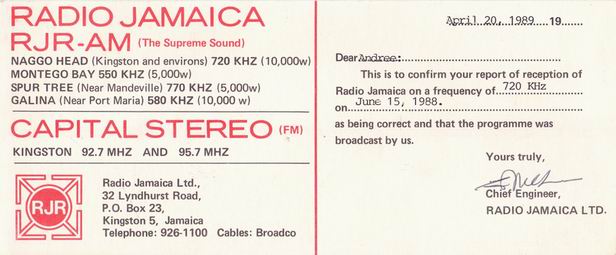 RADIO JAMAICA
RJR-AM (The Supreme Sound)
NAGGO HEAD (Kingston and environs) 720 KHZ (10,000w)
MONTEGO BAY 550 KHZ (5,000w)
SPUR TREE (Near Mandeville) 770 KHZ (5,000w)
GALINA (Near Port Maria) 580 KHZ (10,000 w)
CAPITAL STEREO (FM)
KINGSTON 92.7 MHZ AND 95.7 MHZ
RJR
Radio Jamaica Ltd.,
32 Lyndhurst Road,
P.O. Box 23,
Kingston 5, Jamaica
Telephone: 926-1100 Cables: Broadco
April 20, 1989 19.......
Dear Andree:
This is to confirm your report of reception of
Radio Jamaica on a frequency of 720 KHz
on June 15, 1988.
as being correct and that the programme was
broadcast by us.
Yours truly,
Chief Engineer,
RADIO JAMAICA LTD.